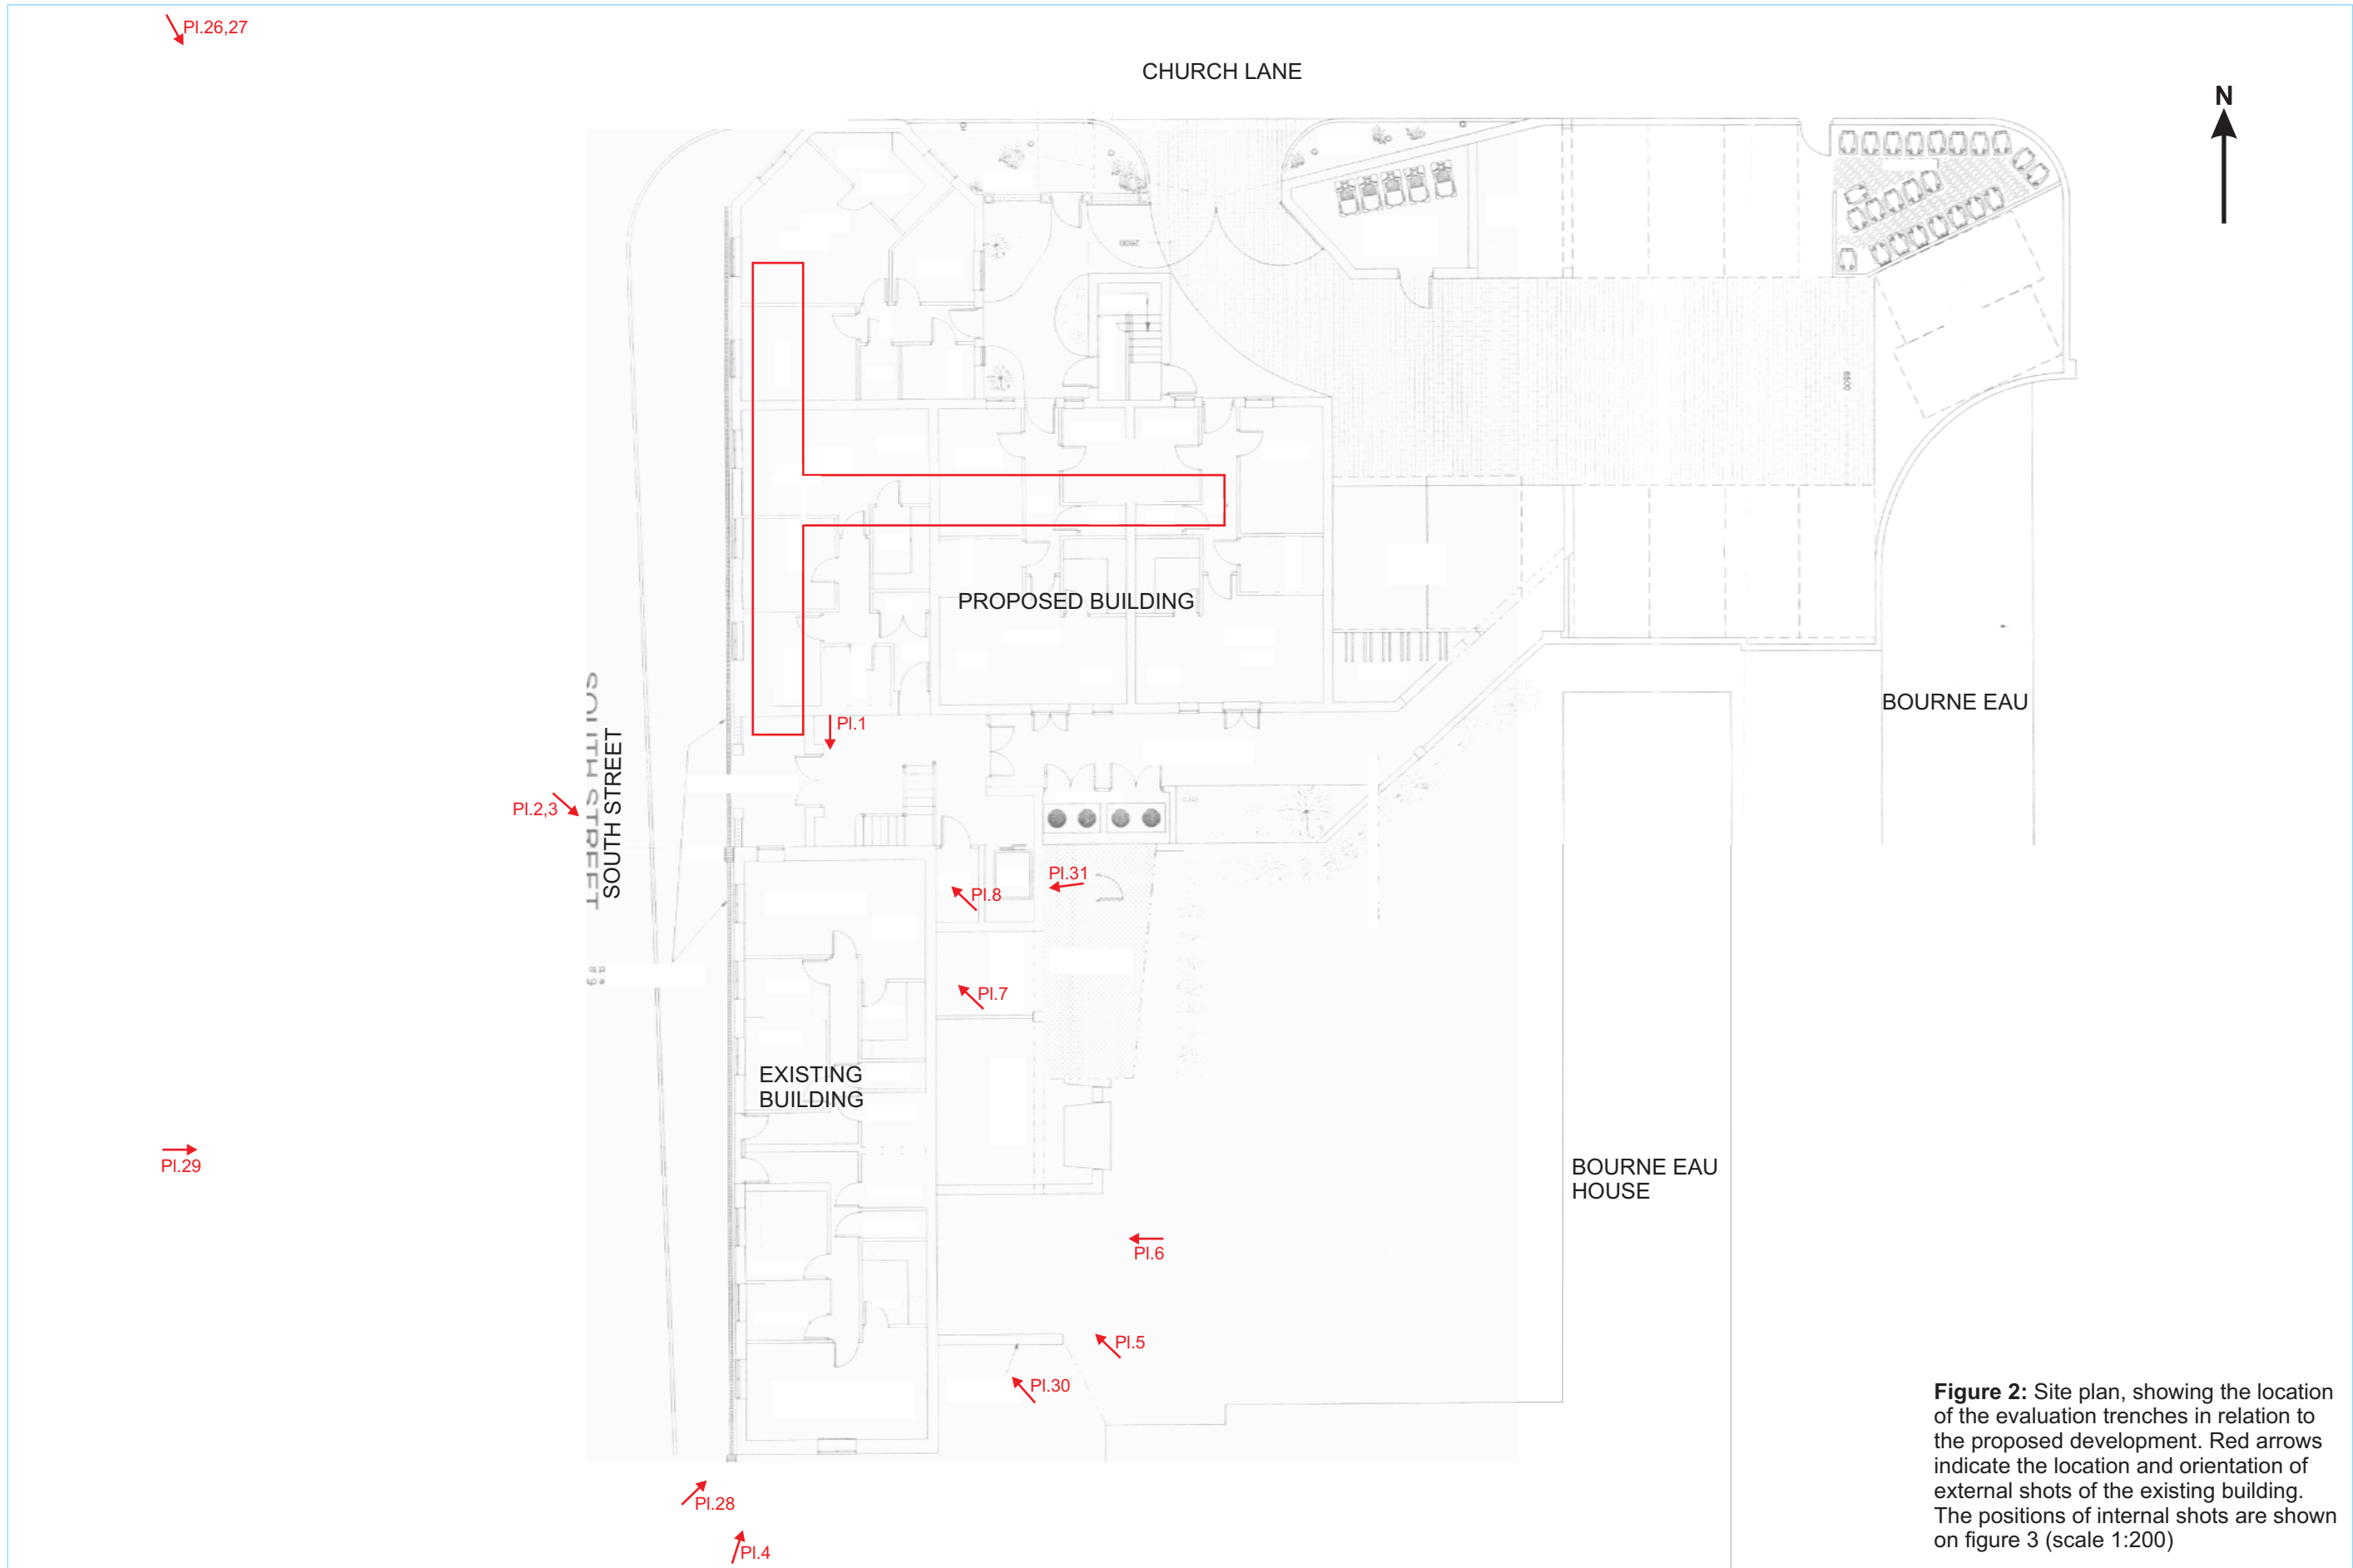 Pl.26,27
CHURCH LANE
N
2600
6600
PROPOSED BUILDING
BOURNE EAU
Pl.1
SOUTH STREET
SOUTH STREET
Pl.2,3
Pl.31
Pl.8
Pl.7
EXISTING
BUILDING
Pl.29
BOURNE EAU
HOUSE
Pl.6
Pl.5
Pl.30
Pl.28
Pl.4
Figure 2: Site plan, showing the location
of the evaluation trenches in relation to
the proposed development. Red arrows
indicate the location and orientation of
external shots of the existing building.
The positions of internal shots are shown
on figure 3 (scale 1:200)